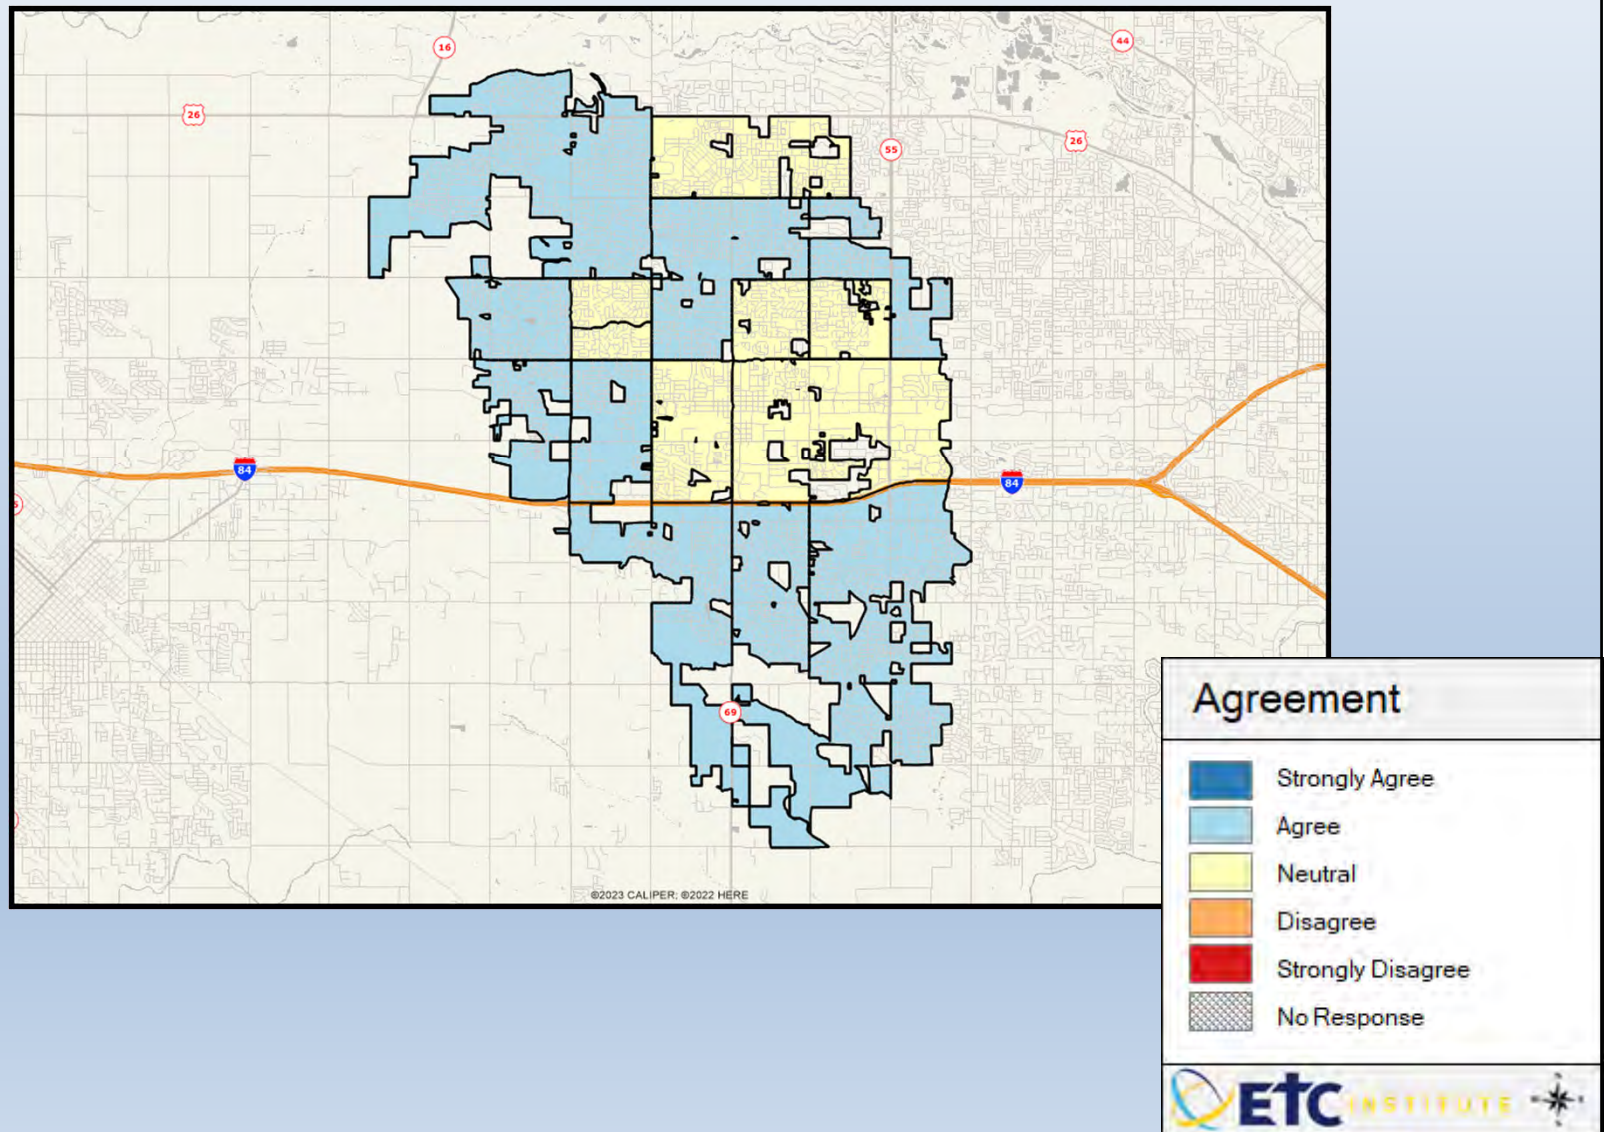 16
44
26
55
26
84
84
69
©2023 CALIPER; ©2022 HERE
Agreement
Strongly Agree
Agree
Neutral
Disagree
Strongly Disagree
No Response
ETC INSTITUTE